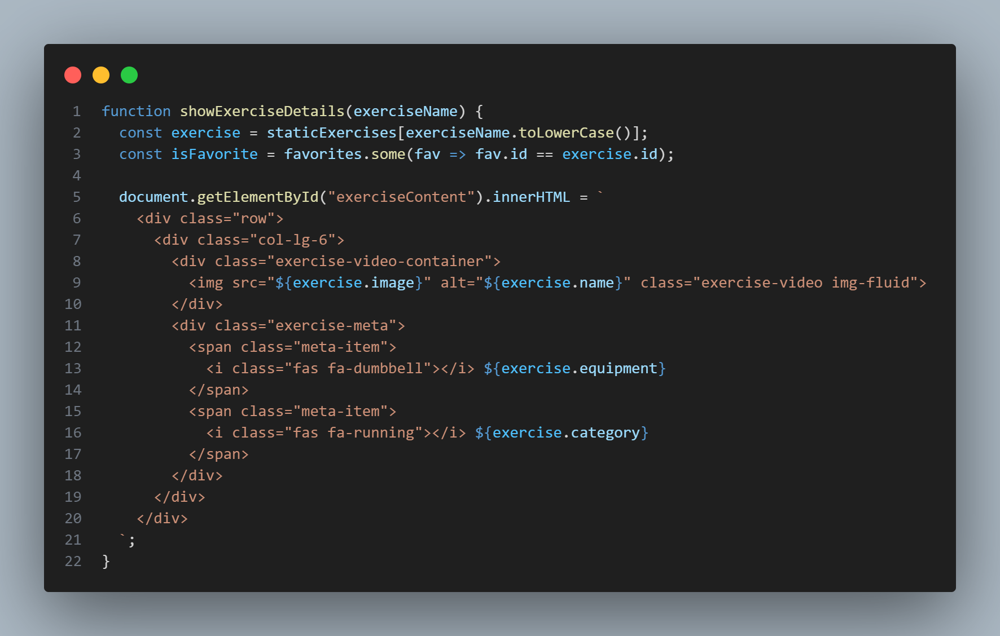 1 function showExerciseDetails(exerciseName) {
2   const exercise = staticExercises[exerciseName.toLowerCase()];
3   const isFavorite = favorites.some(fav => fav.id == exercise.id);
4
5   document.getElementById("exerciseContent").innerHTML = `
6     <div class="row">
7       <div class="col-lg-6">
8         <div class="exercise-video-container">
9           <img src="${exercise.image}" alt="${exercise.name}" class="exercise-video img-fluid">
10         </div>
11         <div class="exercise-meta">
12           <span class="meta-item">
13             <i class="fas fa-dumbbell"></i> ${exercise.equipment}
14           </span>
15           <span class="meta-item">
16             <i class="fas fa-running"></i> ${exercise.category}
17           </span>
18         </div>
19       </div>
20     </div>
21   `;
22 }